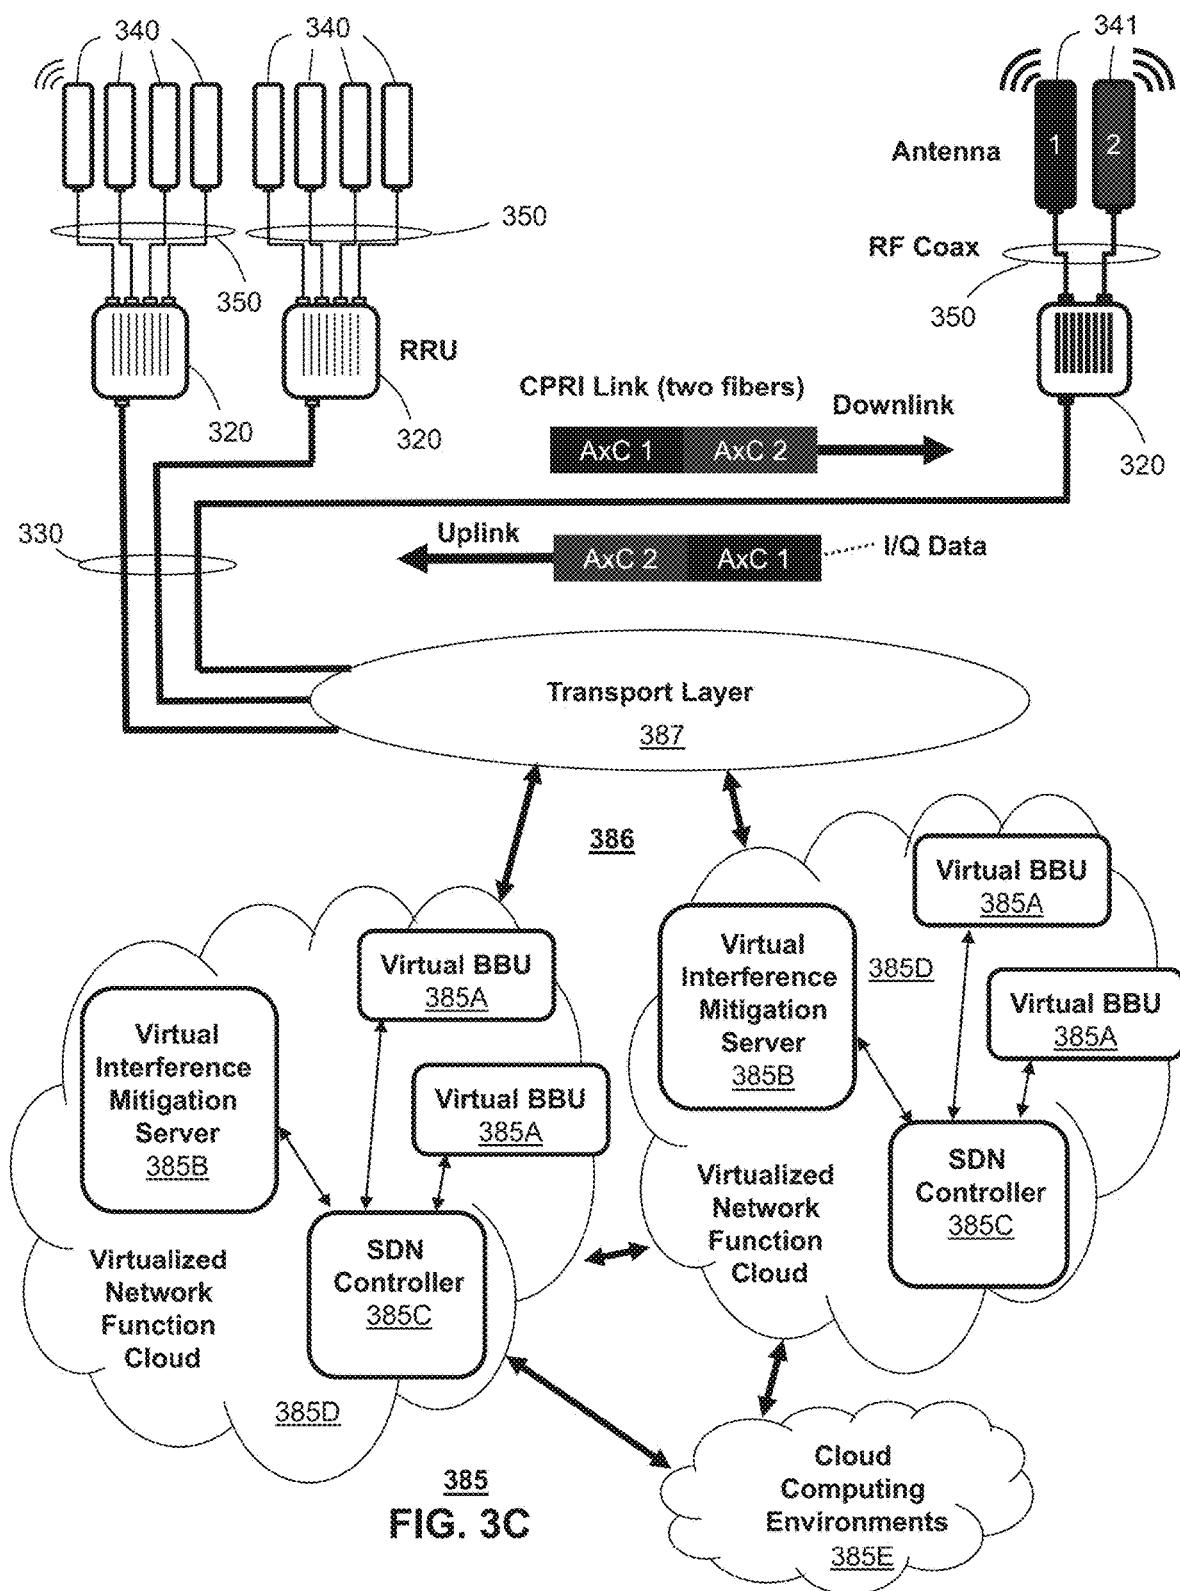 340
340
341
Antenna
1
2
350
350
RF Coax
350
RRU
320
320
320
CPRI Link (two fibers)
Downlink
AxC 1
AxC 2
330
Uplink
AxC 2
AxC 1
I/Q Data
Transport Layer
387
386
Virtual BBU
385A
Virtual
Interference
Mitigation
Server
385B
385D
Virtual BBU
385A
SDN
Controller
385C
Virtualized
Network
Function
Cloud
Virtual BBU
385A
Virtual
Interference
Mitigation
Server
385B
Virtual BBU
385A
SDN
Controller
385C
Virtualized
Network
Function
Cloud
385D
Cloud
Computing
Environments
385E
385
FIG. 3C